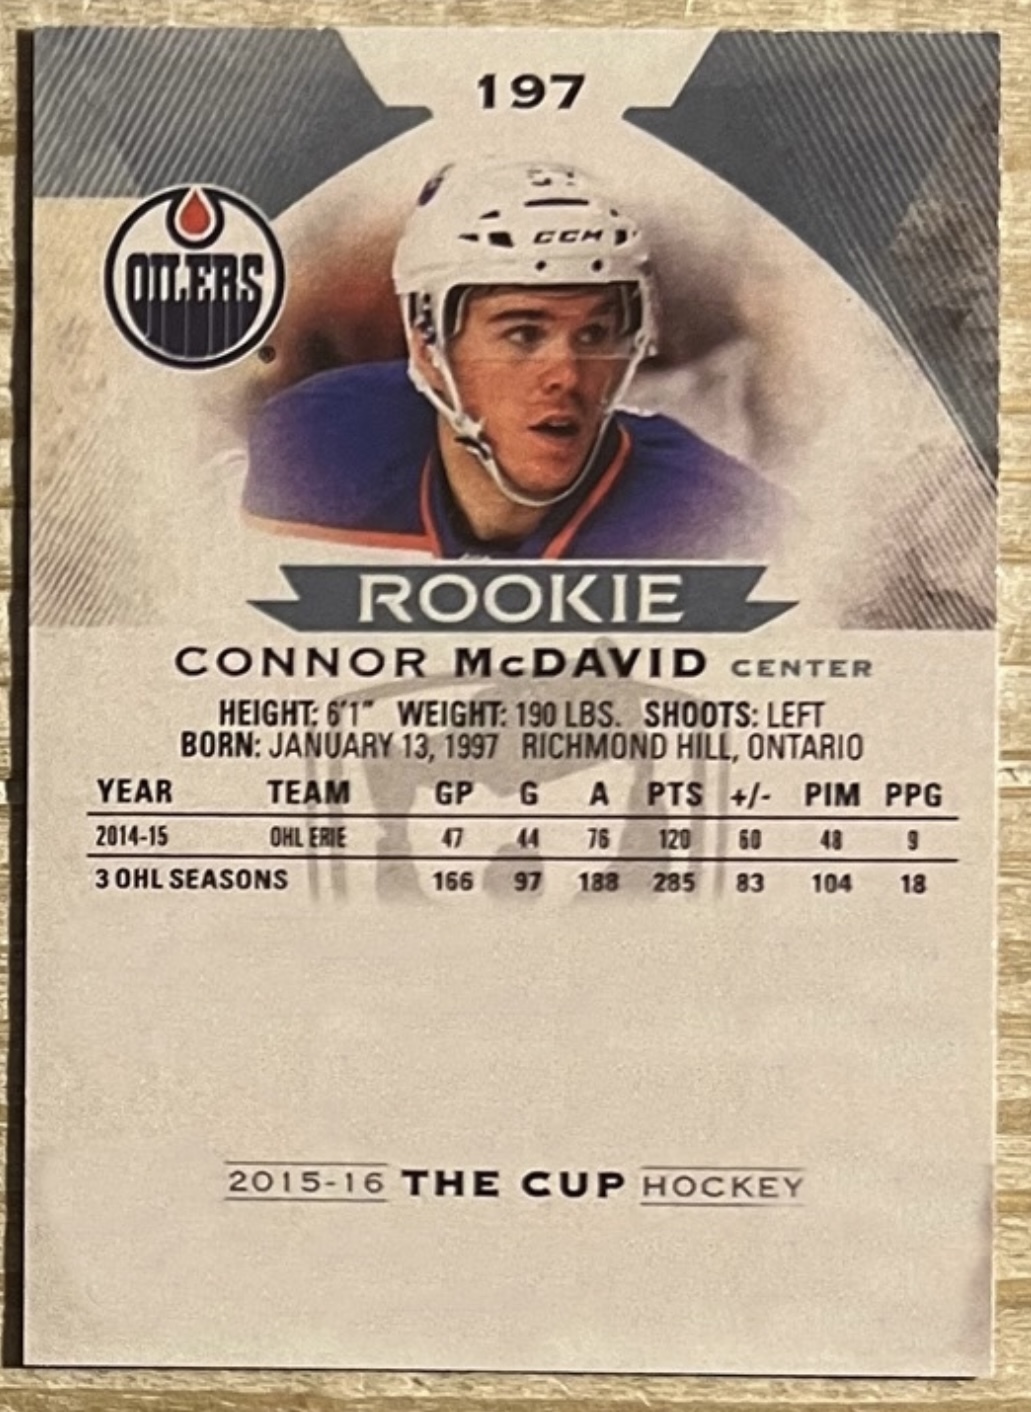 197
CCM
OILERS
®
ROOKIE
CONNOR McDAVID CENTER
HEIGHT: 6'1" WEIGHT: 190 LBS. SHOOTS: LEFT
BORN: JANUARY 13, 1997 RICHMOND HILL, ONTARIO
YEAR TEAM GP G A PTS +/- PIM PPG
2014-15 OHL ERIE 47 44 76 120 60 48 9
3 OHL SEASONS 166 97 188 285 83 104 18
2015-16 THE CUP HOCKEY